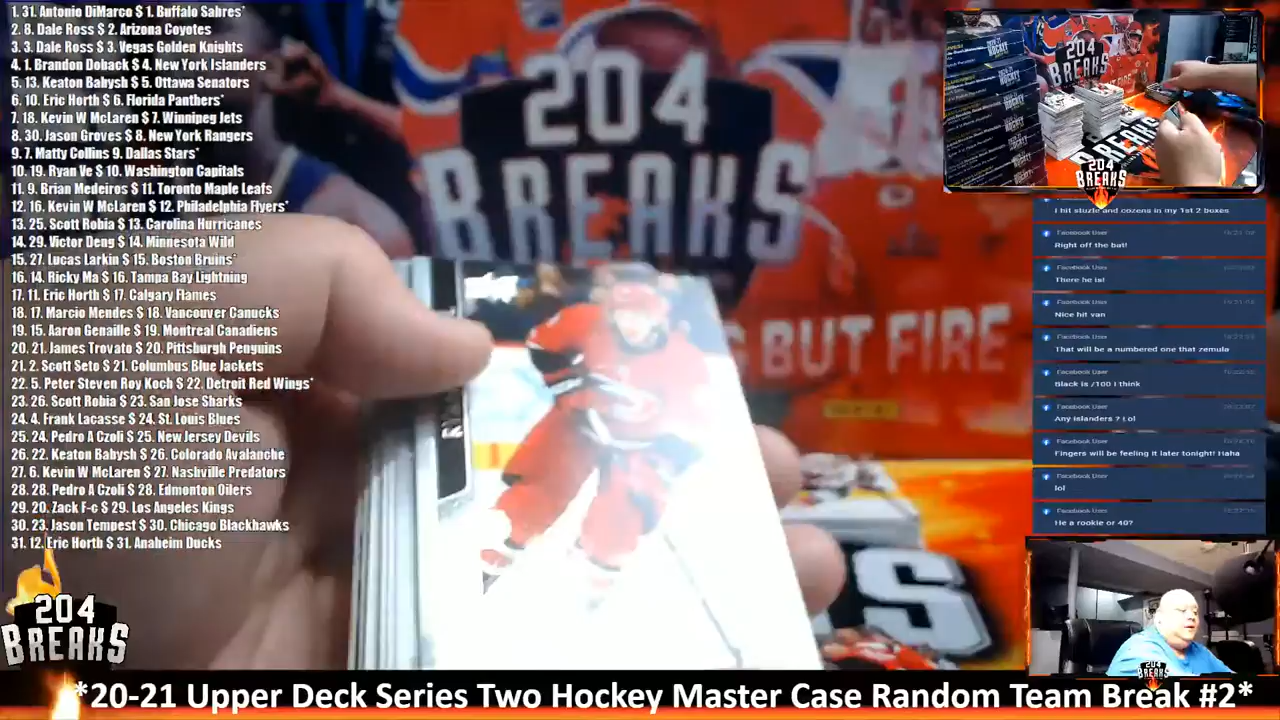 1. 31. Antonio DiMarco $ 1. Buffalo Sabres*
2. 8. Dale Ross $ 2. Arizona Coyotes
3. 3. Dale Ross $ 3. Vegas Golden Knights
4. 1. Brandon Doback $ 4. New York Islanders
5. 13. Keaton Babysh $ 5. Ottawa Senators
6. 10. Eric Horth $ 6. Florida Panthers*
7. 18. Kevin W McLaren $ 7. Winnipeg Jets
8. 30. Jason Groves $ 8. New York Rangers
9. 7. Matty Collins 9. Dallas Stars*
10. 19. Ryan Ve $ 10. Washington Capitals
11. 9. Brian Medeiros $ 11. Toronto Maple Leafs
12. 16. Kevin W McLaren $ 12. Philadelphia Flyers*
13. 25. Scott Robia $ 13. Carolina Hurricanes
14. 29. Victor Deng $ 14. Minnesota Wild
15. 27. Lucas Larkin $ 15. Boston Bruins*
16. 14. Ricky Ma $ 16. Tampa Bay Lightning
17. 11. Eric Horth $ 17. Calgary Flames
18. 17. Marcio Mendes $ 18. Vancouver Canucks
19. 15. Aaron Genaille $ 19. Montreal Canadiens
20. 21. James Trovato $ 20. Pittsburgh Penguins
21. 2. Scott Seto $ 21. Columbus Blue Jackets
22. 5. Peter Steven Roy Koch $ 22. Detroit Red Wings*
23. 26. Scott Robia $ 23. San Jose Sharks
24. 4. Frank Lacasse $ 24. St. Louis Blues
25. 24. Pedro A Czoli $ 25. New Jersey Devils
26. 22. Keaton Babysh $ 26. Colorado Avalanche
27. 6. Kevin W McLaren $ 27. Nashville Predators
28. 28. Pedro A Czoli $ 28. Edmonton Oilers
29. 20. Zack F-c $ 29. Los Angeles Kings
30. 23. Jason Tempest $ 30. Chicago Blackhawks
31. 12. Eric Horth $ 31. Anaheim Ducks
204
BREAKS
204
BREAKS
G BUT FIRE
S
204
BREAKS
204
BREAKS
I hit stuzle and cozens in my 1st 2 boxes
Facebook User
Right off the bat!
Facebook User
There he is!
Facebook User
Nice hit van
Facebook User
That will be a numbered one that zemula
Facebook User
Black is /100 I think
Facebook User
Any islanders ? Lol
Facebook User
Fingers will be feeling it later tonight! Haha
Facebook User
lol
Facebook User
He a rookie or 40?
204
BREAKS
*20-21 Upper Deck Series Two Hockey Master Case Random Team Break #2*